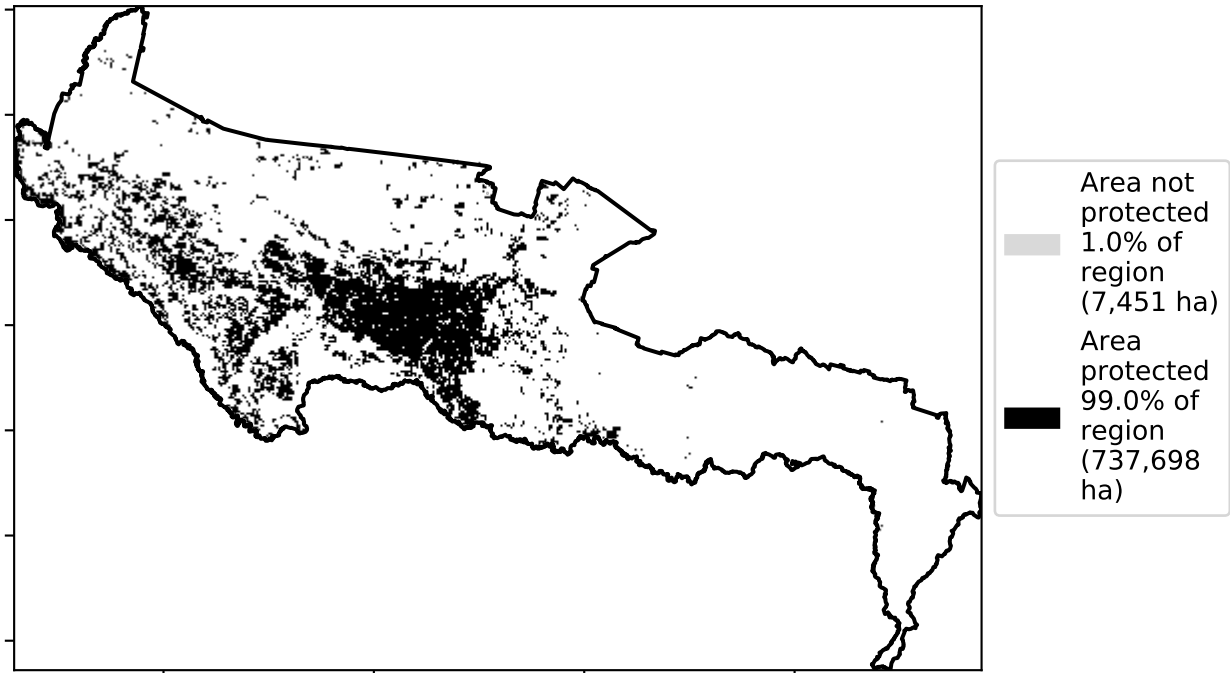 Area not
protected
1.0% of
region
(7,451 ha)
Area
protected
99.0% of
region
(737,698
ha)